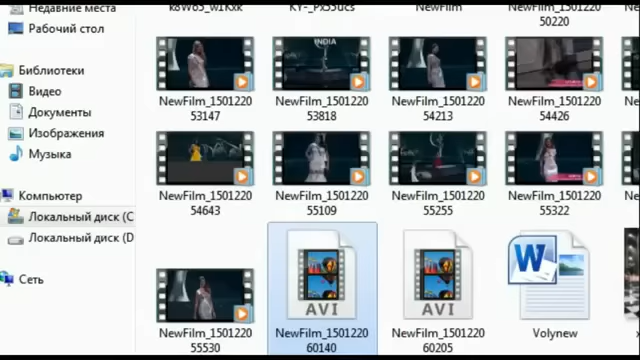 Недавние места
Рабочий стол
Библиотеки
Видео
Документы
Изображения
Музыка
Компьютер
Локальный диск (C
Локальный диск (D
Сеть
NewFilm
NewFilm_1501220
50220
INDIA
NewFilm_1501220
53147
NewFilm_1501220
53818
NewFilm_1501220
54213
NewFilm_1501220
54426
NewFilm_1501220
54643
NewFilm_1501220
55109
NewFilm_1501220
55255
NewFilm_1501220
55322
NewFilm_1501220
55530
AVI
NewFilm_1501220
60140
AVI
NewFilm_1501220
60205
W
Volynew